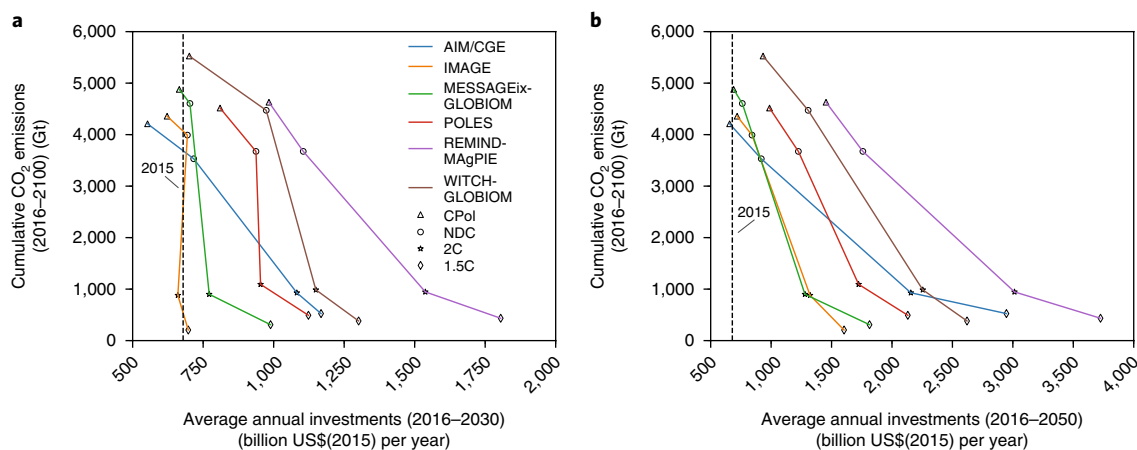 a
Cumulative CO2 emissions
(2016–2100) (Gt)
6,000
5,000
4,000
3,000
2,000
1,000
0
2015
AIM/CGE
IMAGE
MESSAGEix-
GLOBIOM
POLES
REMIND-
MAgPIE
WITCH-
GLOBIOM
CPol
NDC
2C
1.5C
500
750
1,000
1,250
1,500
1,750
2,000
Average annual investments (2016–2030)
(billion US$(2015) per year)
b
Cumulative CO2 emissions
(2016–2100) (Gt)
6,000
5,000
4,000
3,000
2,000
1,000
0
2015
500
1,000
1,500
2,000
2,500
3,000
3,500
4,000
Average annual investments (2016–2050)
(billion US$(2015) per year)